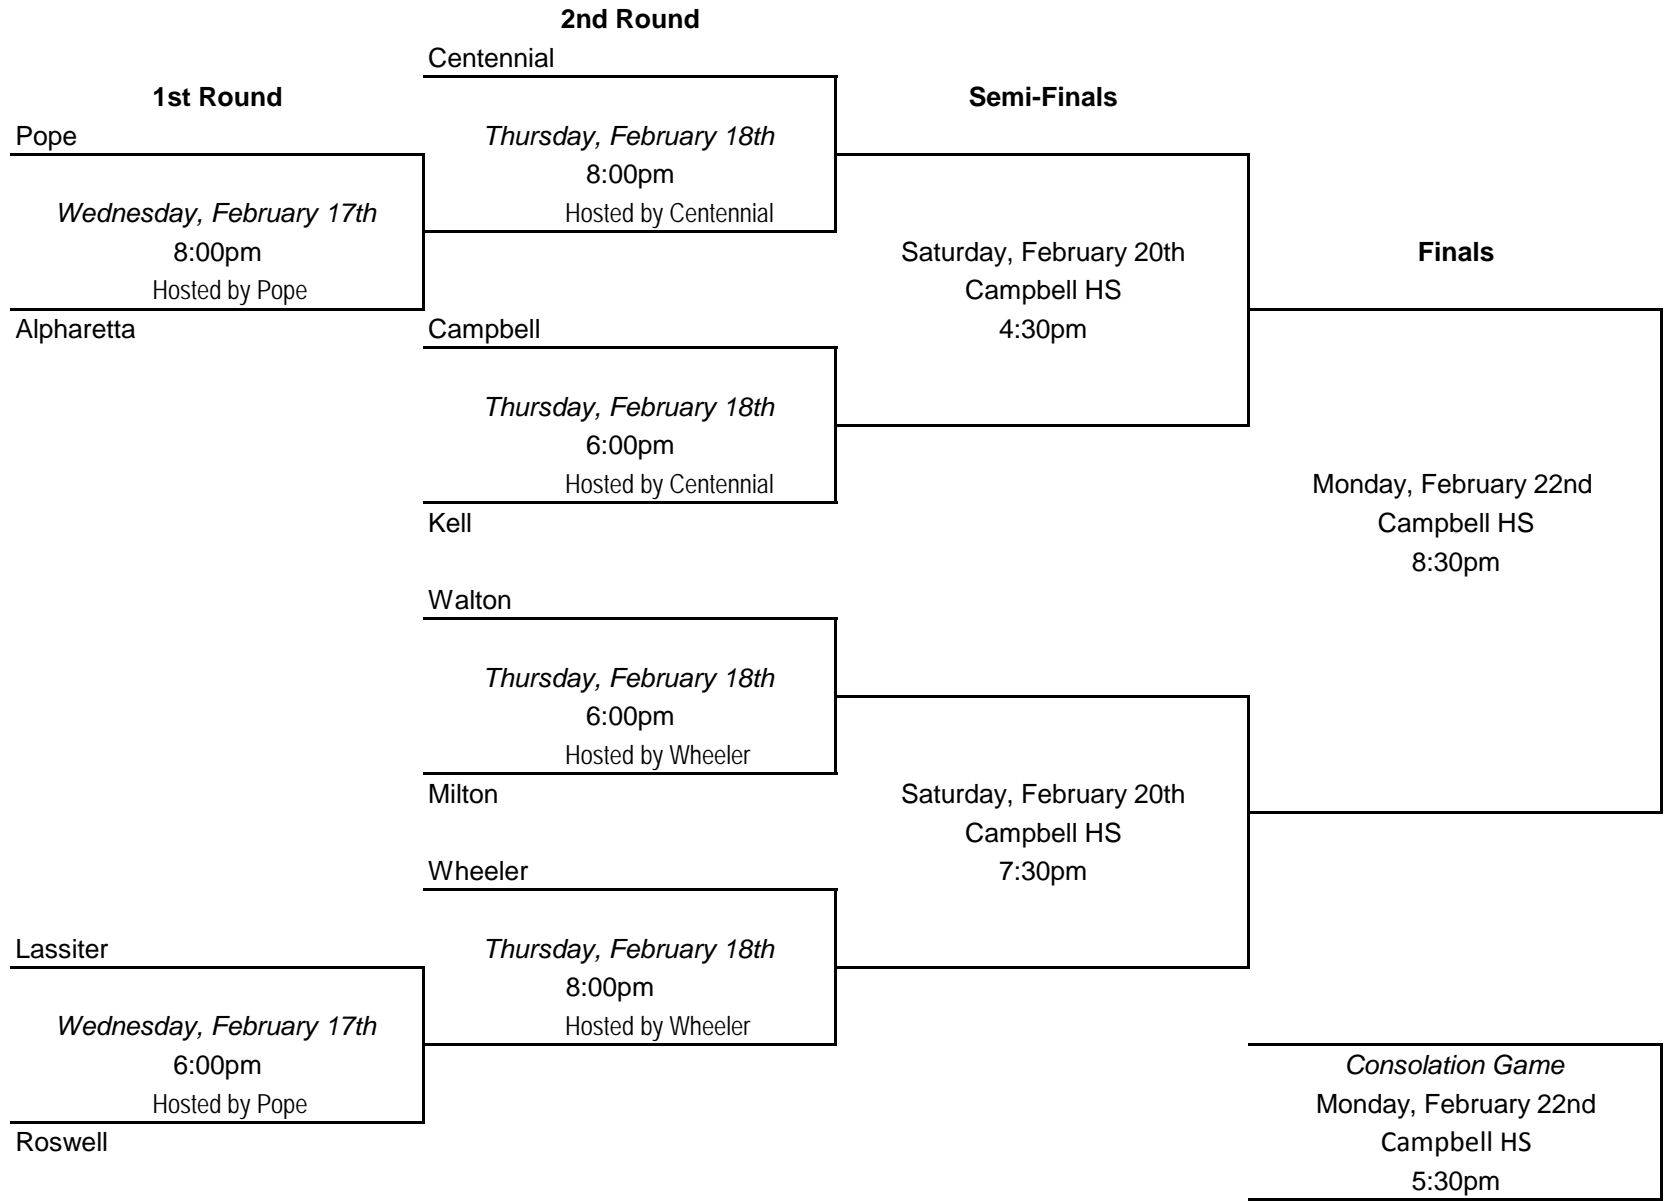 2nd Round
Centennial
1st Round
Semi-Finals
Pope
Thursday, February 18th
8:00pm
Hosted by Centennial
Wednesday, February 17th
8:00pm
Hosted by Pope
Alpharetta
Saturday, February 20th
Campbell HS
4:30pm
Finals
Campbell
Thursday, February 18th
6:00pm
Hosted by Centennial
Kell
Monday, February 22nd
Campbell HS
8:30pm
Walton
Thursday, February 18th
6:00pm
Hosted by Wheeler
Milton
Saturday, February 20th
Campbell HS
7:30pm
Wheeler
Thursday, February 18th
8:00pm
Hosted by Wheeler
Lassiter
Wednesday, February 17th
6:00pm
Hosted by Pope
Roswell
Consolation Game
Monday, February 22nd
Campbell HS
5:30pm